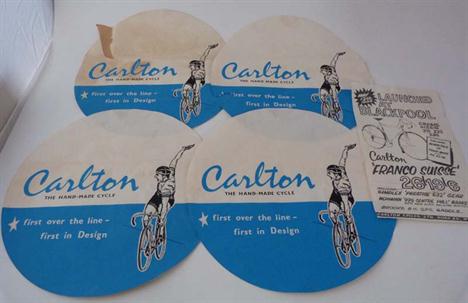 Carlton
THE HAND-MADE CYCLE
first over the line –
first in Design
Carlton
THE HAND-MADE CYCLE
first over the line –
first in Design
Carlton
THE HAND-MADE CYCLE
first over the line –
first in Design
Carlton
THE HAND-MADE CYCLE
first over the line –
first in Design
LAUNCHED
AT
BLACKPOOL
Carlton
"FRANCO SUISSE"